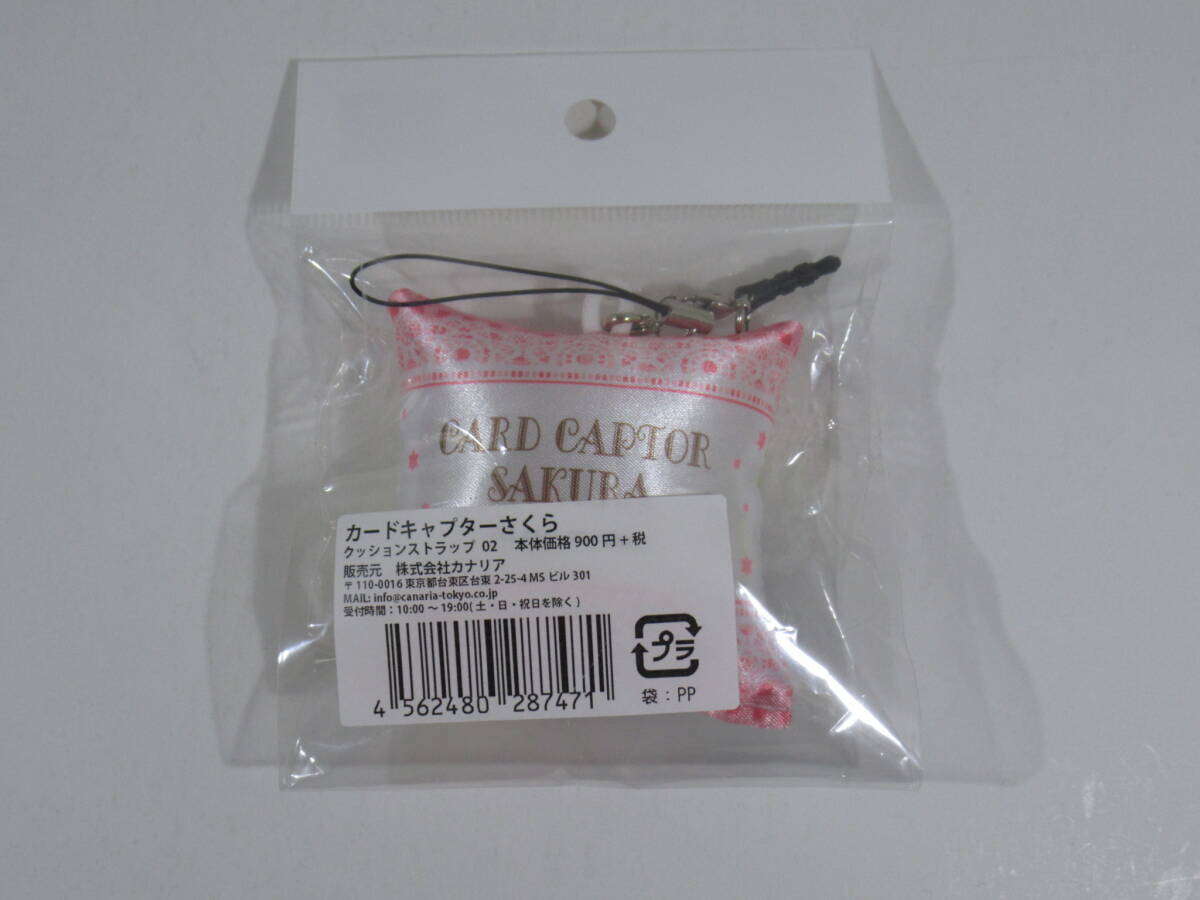 CARD CAPTOR
SAKURA
カードキャプターさくら
クッションストラップ 02 本体価格 900 円 + 税
販売元 株式会社カナリア
〒110-0016 東京都台東区台東 2-25-4 MS ビル 301
MAIL: info@canaria-tokyo.co.jp
受付時間：10:00 〜 19:00( 土・日・祝日を除く )
プラ
4 562480 287471
袋：PP